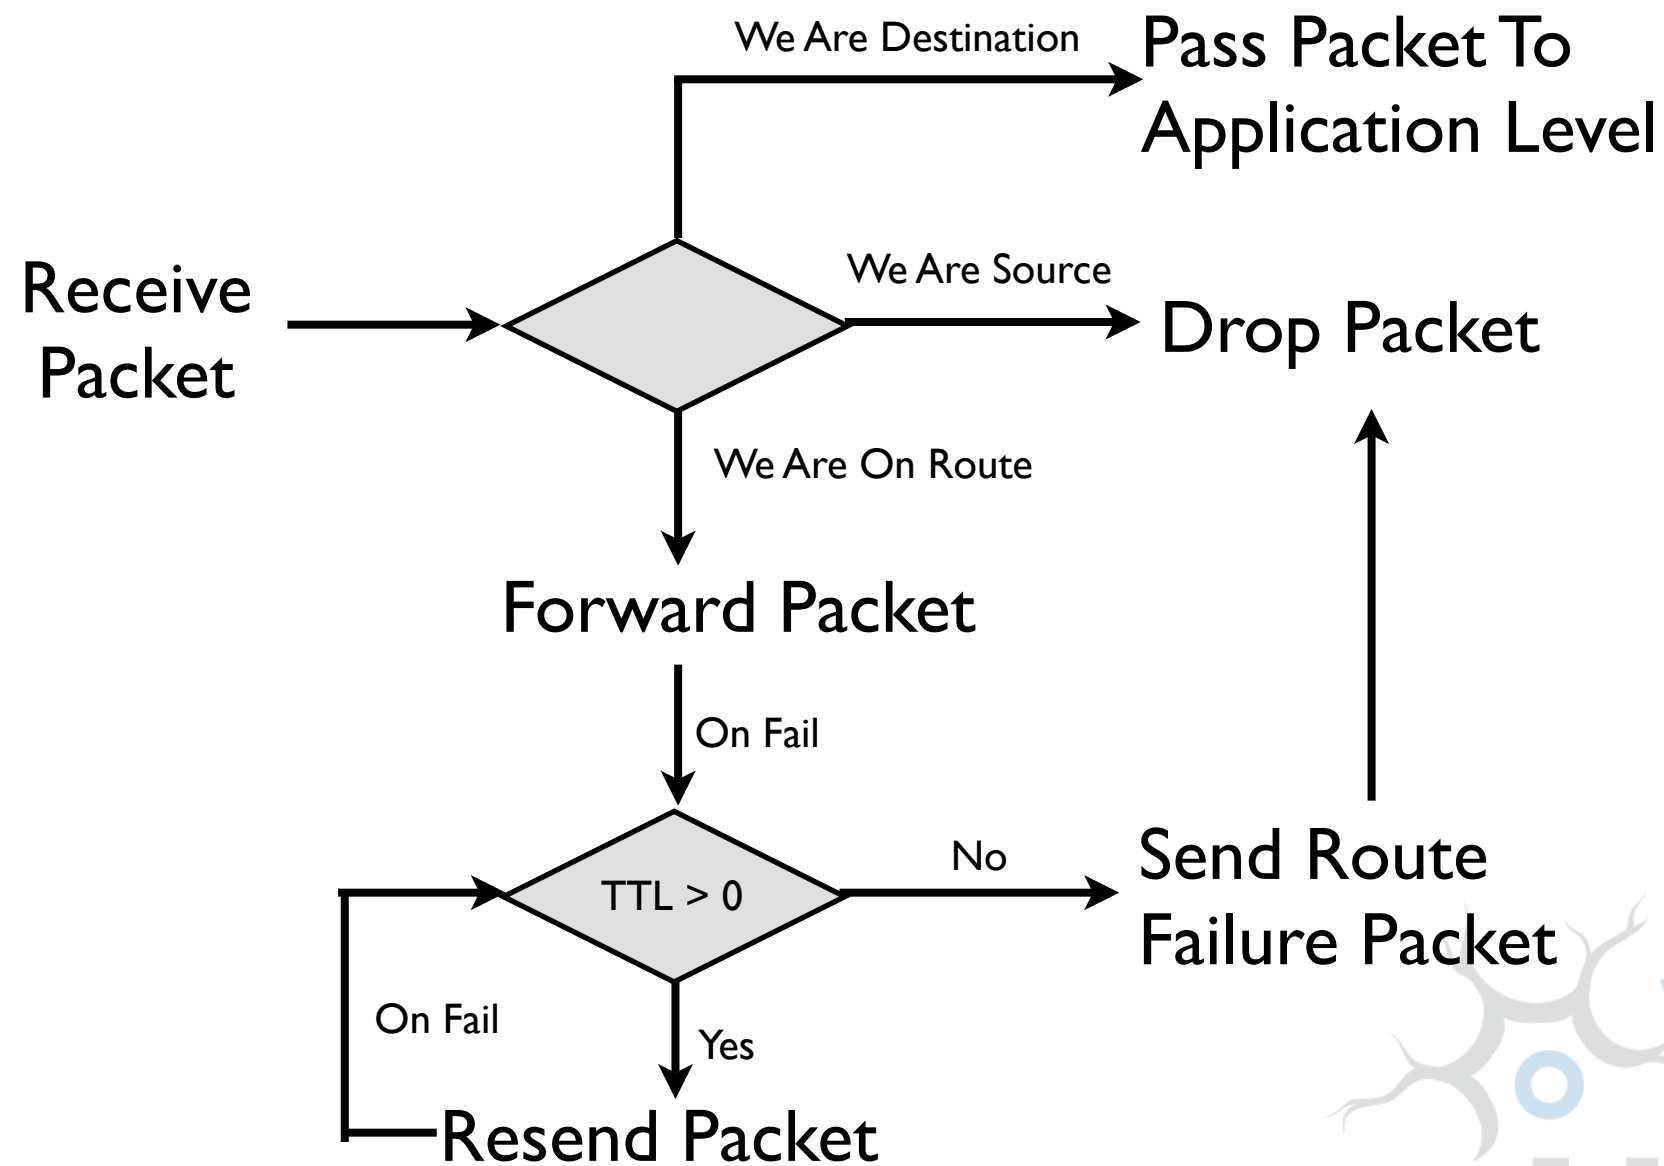 We Are Destination
Pass Packet To
Application Level
Receive
Packet
We Are Source
Drop Packet
We Are On Route
Forward Packet
On Fail
TTL > 0
No
Send Route
Failure Packet
On Fail
Yes
Resend Packet